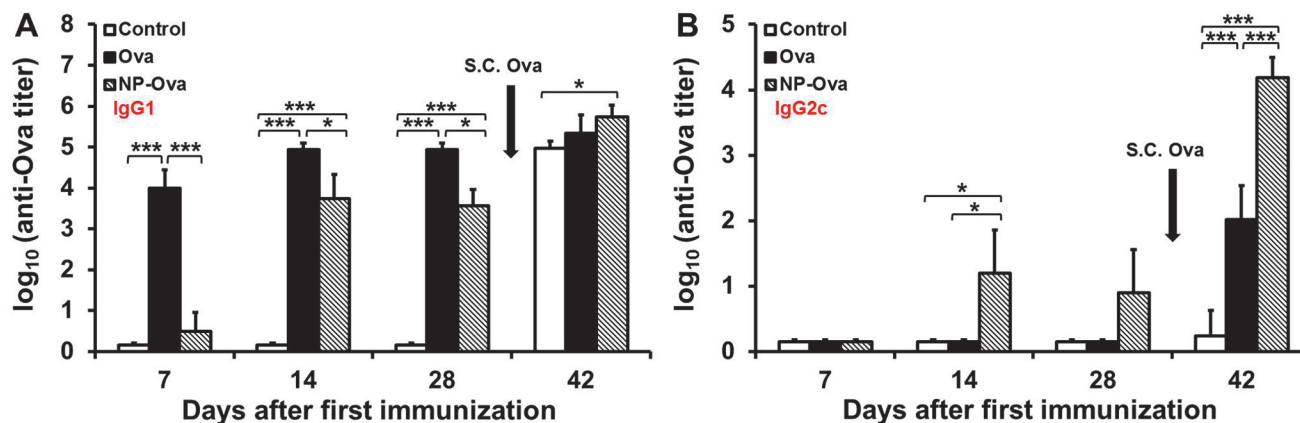 A
log10 (anti-Ova titer)
8
7
6
5
4
3
2
1
0
Control
Ova
NP-Ova
IgG1
S.C. Ova
*** ***
***
*** *
***
*** *
*
7 14 28 42
Days after first immunization
B
log10 (anti-Ova titer)
5
4
3
2
1
0
Control
Ova
NP-Ova
IgG2c
S.C. Ova
*
*
***
*** ***
7 14 28 42
Days after first immunization